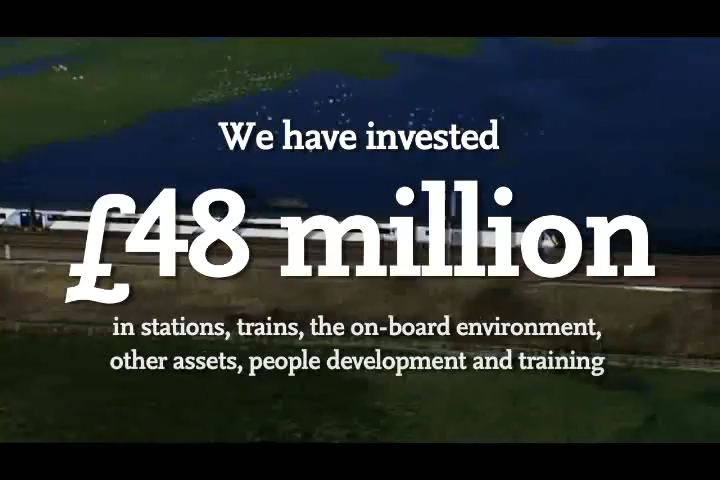 We have invested
£48 million
in stations, trains, the on-board environment,
other assets, people development and training